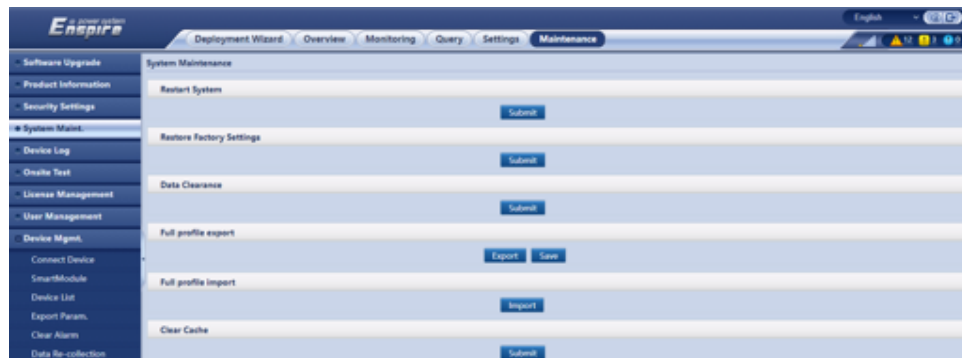 Enspire
English
Deployment Wizard Overview Monitoring Query Settings Maintenance
Software Upgrade
Product Information
Security Settings
System Maint.
Device Log
Onsite Test
License Management
User Management
Device Mgmt.
Connect Device
SmartModule
Device List
Export Param.
Clear Alarm
Data Re-collection
System Maintenance
Restart System
Submit
Restore Factory Settings
Submit
Data Clearance
Submit
Full profile export
Export Save
Full profile import
Import
Clear Cache
Submit